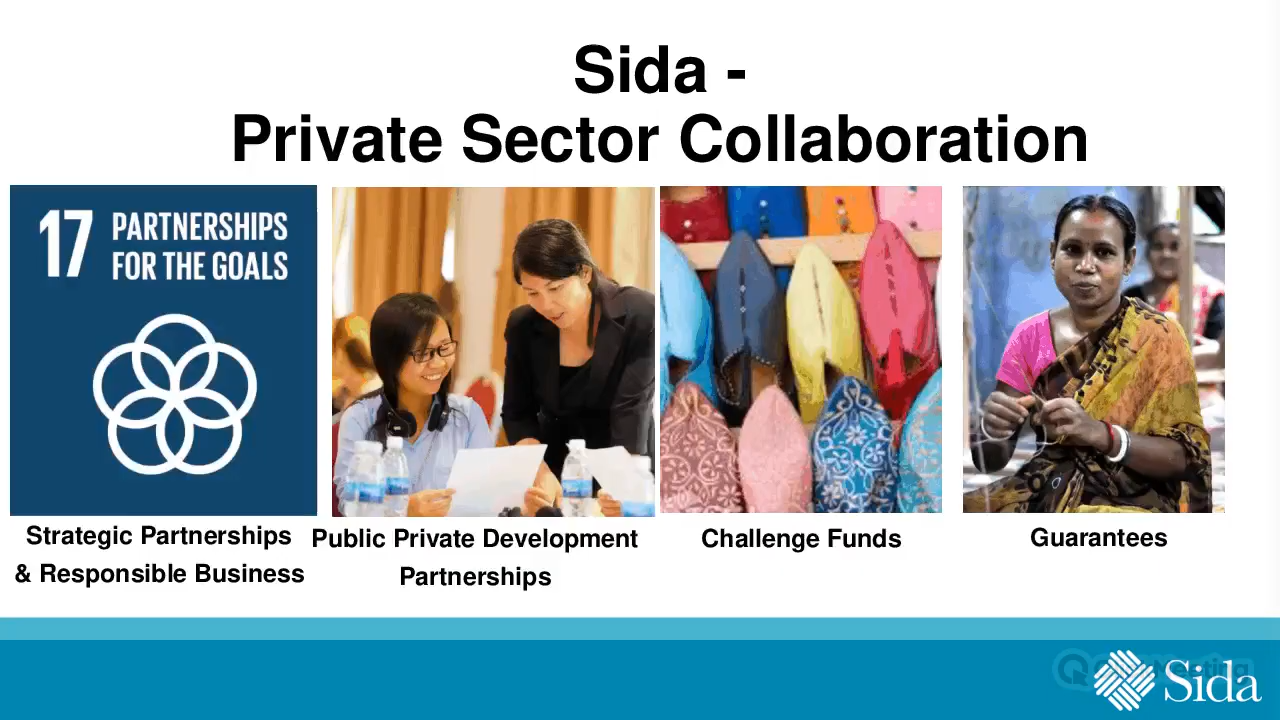 Sida -
Private Sector Collaboration
17 PARTNERSHIPS
FOR THE GOALS
Strategic Partnerships
& Responsible Business
Public Private Development
Partnerships
Challenge Funds
Guarantees
Sida